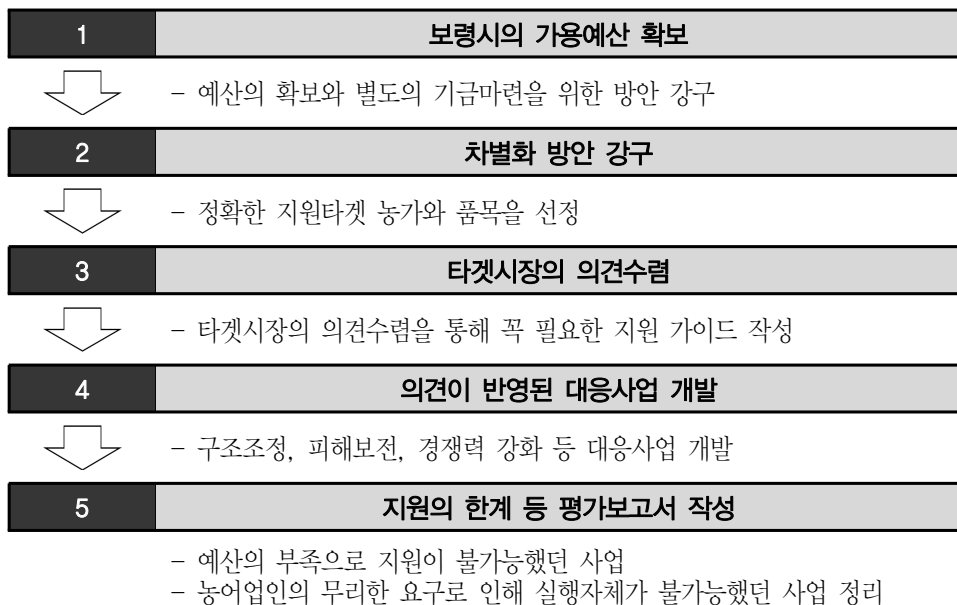 1 보령시의 가용예산 확보
- 예산의 확보와 별도의 기금마련을 위한 방안 강구
2 차별화 방안 강구
- 정확한 지원타겟 농가와 품목을 선정
3 타겟시장의 의견수렴
- 타겟시장의 의견수렴을 통해 꼭 필요한 지원 가이드 작성
4 의견이 반영된 대응사업 개발
- 구조조정, 피해보전, 경쟁력 강화 등 대응사업 개발
5 지원의 한계 등 평가보고서 작성
- 예산의 부족으로 지원이 불가능했던 사업
- 농어업인의 무리한 요구로 인해 실행자체가 불가능했던 사업 정리